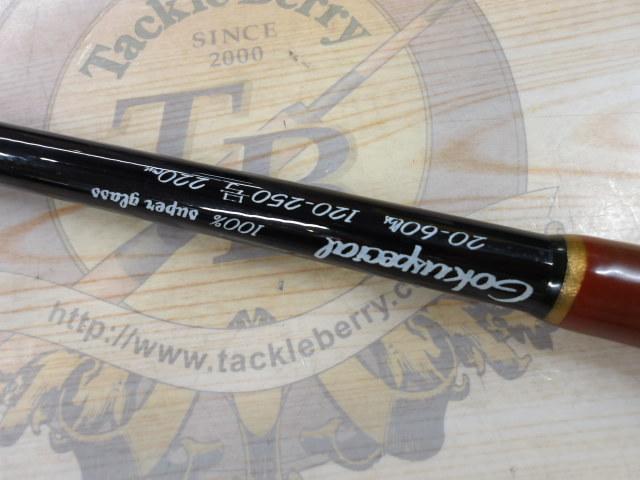 Tackle Berry
SINCE
2000
TB
http://www.tackleberry.c
Gokuspecial
20-60lbs 120-250号 220cm
100% super glass